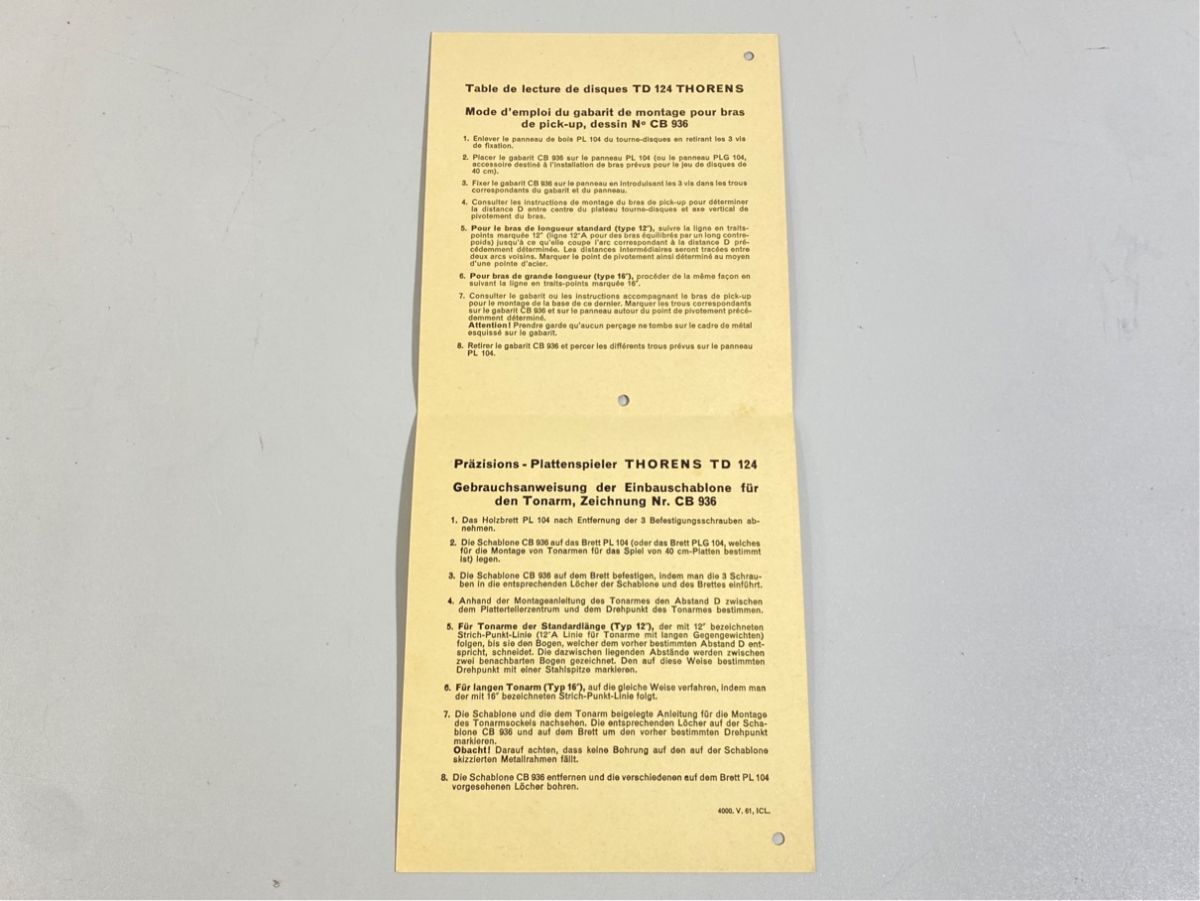 Table de lecture de disques TD 124 THORENS
Mode d'emploi du gabarit de montage pour bras
de pick-up, dessin Nº CB 936
1. Enlever le panneau de bois PL 104 du tourne-disques en retirant les 3 vis
de fixation.
2. Placer le gabarit CB 936 sur le panneau PL 104 (ou le panneau PLG 104,
accessoire destiné à l'installation de bras prévus pour le jeu de disques de
40 cm).
3. Fixer le gabarit CB 936 sur le panneau en introduisant les 3 vis dans les trous
correspondants du gabarit et du panneau.
4. Consulter les instructions de montage du bras de pick-up pour déterminer
la distance D entre centre du plateau tourne-disques et axe vertical de
pivotement du bras.
5. Pour le bras de longueur standard (type 12"), suivre la ligne en traits-
points marquée 12" (ligne 12"A pour des bras équilibrés par un long contre-
poids) jusqu'à ce qu'elle coupe l'arc correspondant à la distance D pré-
cédemment déterminée. Les distances intermédiaires seront tracées entre
deux arcs voisins. Marquer le point de pivotement ainsi déterminé au moyen
d'une pointe d'acier.
6. Pour bras de grande longueur (type 16"), procéder de la même façon en
suivant la ligne en traits-points marquée 16".
7. Consulter le gabarit ou les instructions accompagnant le bras de pick-up
pour le montage de la base de ce dernier. Marquer les trous correspondants
sur le gabarit CB 936 et sur le panneau autour du point de pivotement précé-
demment déterminé.
Attention! Prendre garde qu'aucun perçage ne tombe sur le cadre de métal
esquissé sur le gabarit.
8. Retirer le gabarit CB 936 et percer les différents trous prévus sur le panneau
PL 104.
Präzisions - Plattenspieler THORENS TD 124
Gebrauchsanweisung der Einbauschablone für
den Tonarm, Zeichnung Nr. CB 936
1. Das Holzbrett PL 104 nach Entfernung der 3 Befestigungsschrauben ab-
nehmen.
2. Die Schablone CB 936 auf das Brett PL 104 (oder das Brett PLG 104, welches
für die Montage von Tonarmen für das Spiel von 40 cm-Platten bestimmt
ist) legen.
3. Die Schablone CB 936 auf dem Brett befestigen, indem man die 3 Schrau-
ben in die entsprechenden Löcher der Schablone und des Brettes einführt.
4. Anhand der Montageanleitung des Tonarmes den Abstand D zwischen
dem Plattertellerzentrum und dem Drehpunkt des Tonarmes bestimmen.
5. Für Tonarme der Standardlänge (Typ 12"), der mit 12" bezeichneten
Strich-Punkt-Linie (12"A Linie für Tonarme mit langen Gegengewichten)
folgen, bis sie den Bogen, welcher dem vorher bestimmten Abstand D ent-
spricht, schneidet. Die dazwischen liegenden Abstände werden zwischen
zwei benachbarten Bogen gezeichnet. Den auf diese Weise bestimmten
Drehpunkt mit einer Stahlspitze markieren.
6. Für langen Tonarm (Typ 16"), auf die gleiche Weise verfahren, indem man
der mit 16" bezeichneten Strich-Punkt-Linie folgt.
7. Die Schablone und die dem Tonarm beigelegte Anleitung für die Montage
des Tonarmsockels nachsehen. Die entsprechenden Löcher auf der Scha-
blone CB 936 und auf dem Brett um den vorher bestimmten Drehpunkt
markieren.
Obacht! Darauf achten, dass keine Bohrung auf den auf der Schablone
skizzierten Metallrahmen fällt.
8. Die Schablone CB 936 entfernen und die verschiedenen auf dem Brett PL 104
vorgesehenen Löcher bohren.
4000. V. 61, ICL.